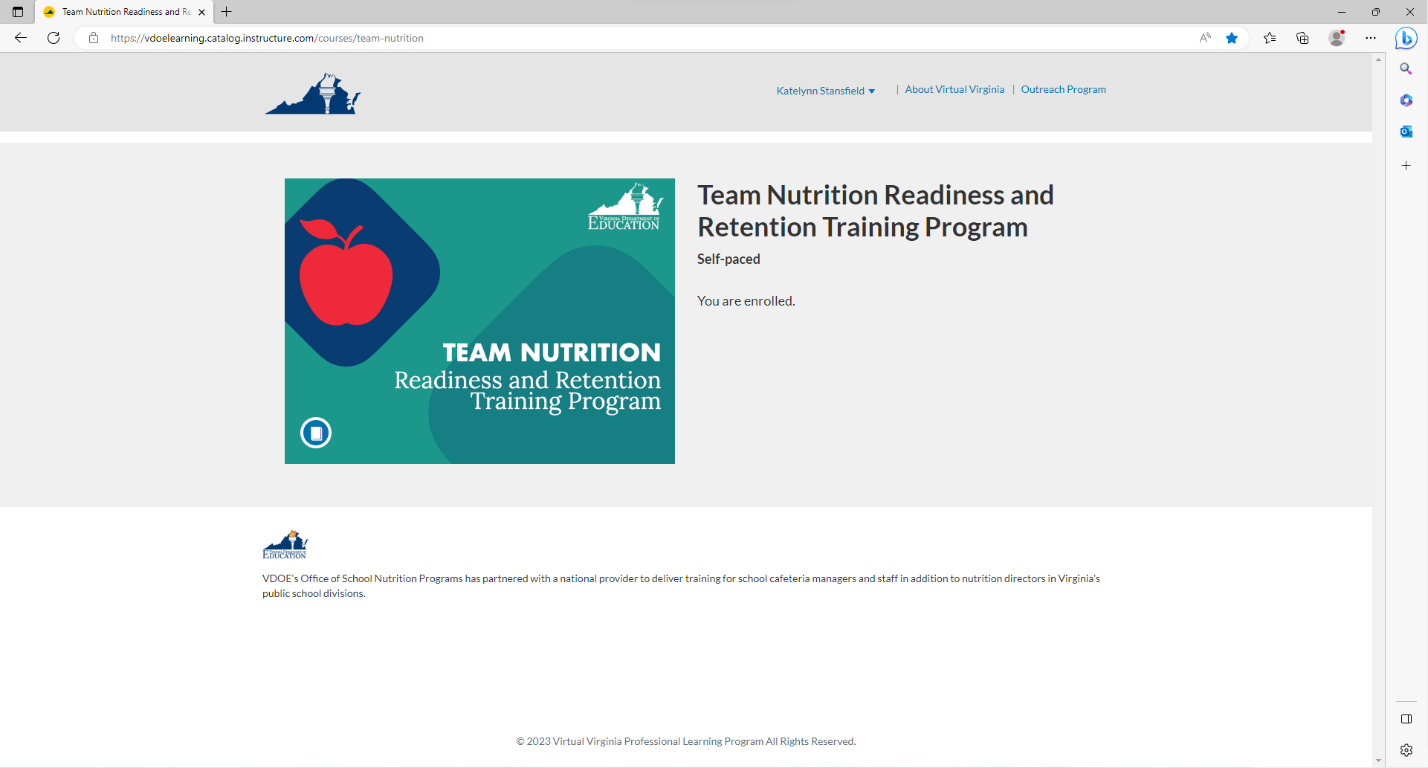 Team Nutrition Readiness and Re
https://vdoelearning.catalog.instructure.com/courses/team-nutrition
Katelynn Stansfield | About Virtual Virginia | Outreach Program
VIRGINIA DEPARTMENT OF
EDUCATION
TEAM NUTRITION
Readiness and Retention
Training Program
Team Nutrition Readiness and
Retention Training Program
Self-paced
You are enrolled.
EDUCATION
VDOE's Office of School Nutrition Programs has partnered with a national provider to deliver training for school cafeteria managers and staff in addition to nutrition directors in Virginia's
public school divisions.
© 2023 Virtual Virginia Professional Learning Program All Rights Reserved.